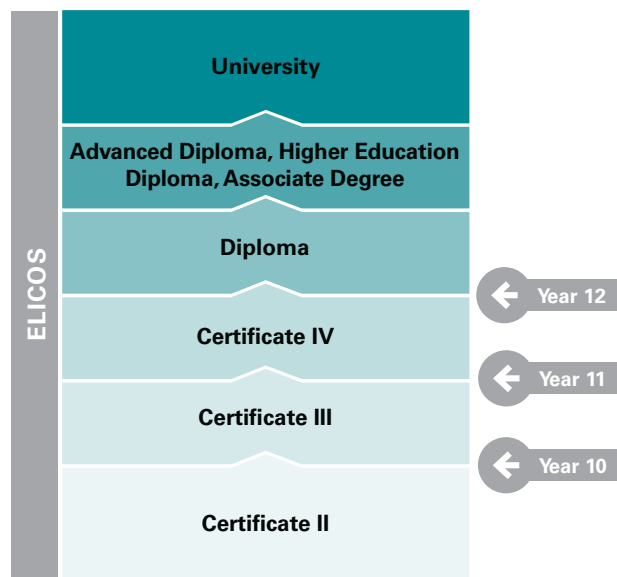 ELICOS
University
Advanced Diploma, Higher Education
Diploma, Associate Degree
Diploma
Year 12
Certificate IV
Year 11
Certificate III
Year 10
Certificate II